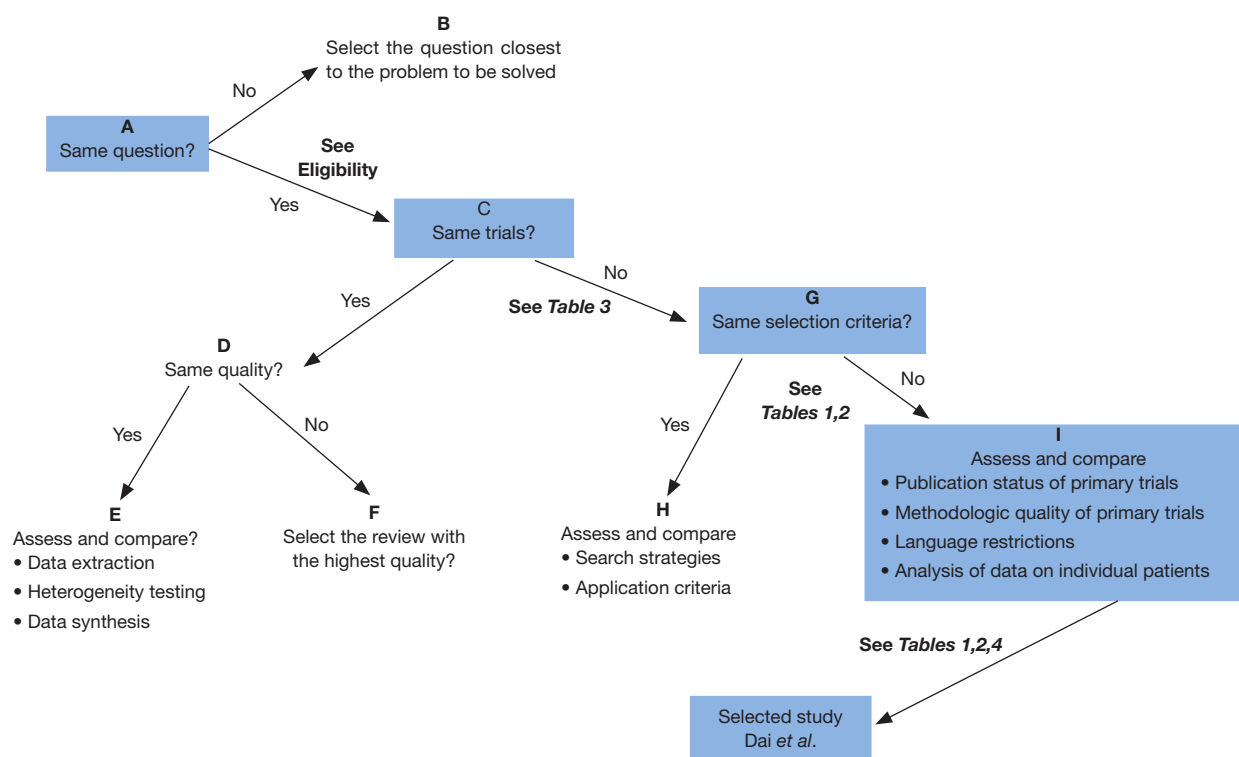 B
Select the question closest
to the problem to be solved
No
A
Same question?
See
Eligibility
Yes
C
Same trials?
No
Yes
See Table 3
G
Same selection criteria?
D
Same quality?
No
See
Tables 1,2
Yes
No
Yes
I
Assess and compare
• Publication status of primary trials
• Methodologic quality of primary trials
• Language restrictions
• Analysis of data on individual patients
E
Assess and compare?
• Data extraction
• Heterogeneity testing
• Data synthesis
F
Select the review with
the highest quality?
H
Assess and compare
• Search strategies
• Application criteria
See Tables 1,2,4
Selected study
Dai et al.